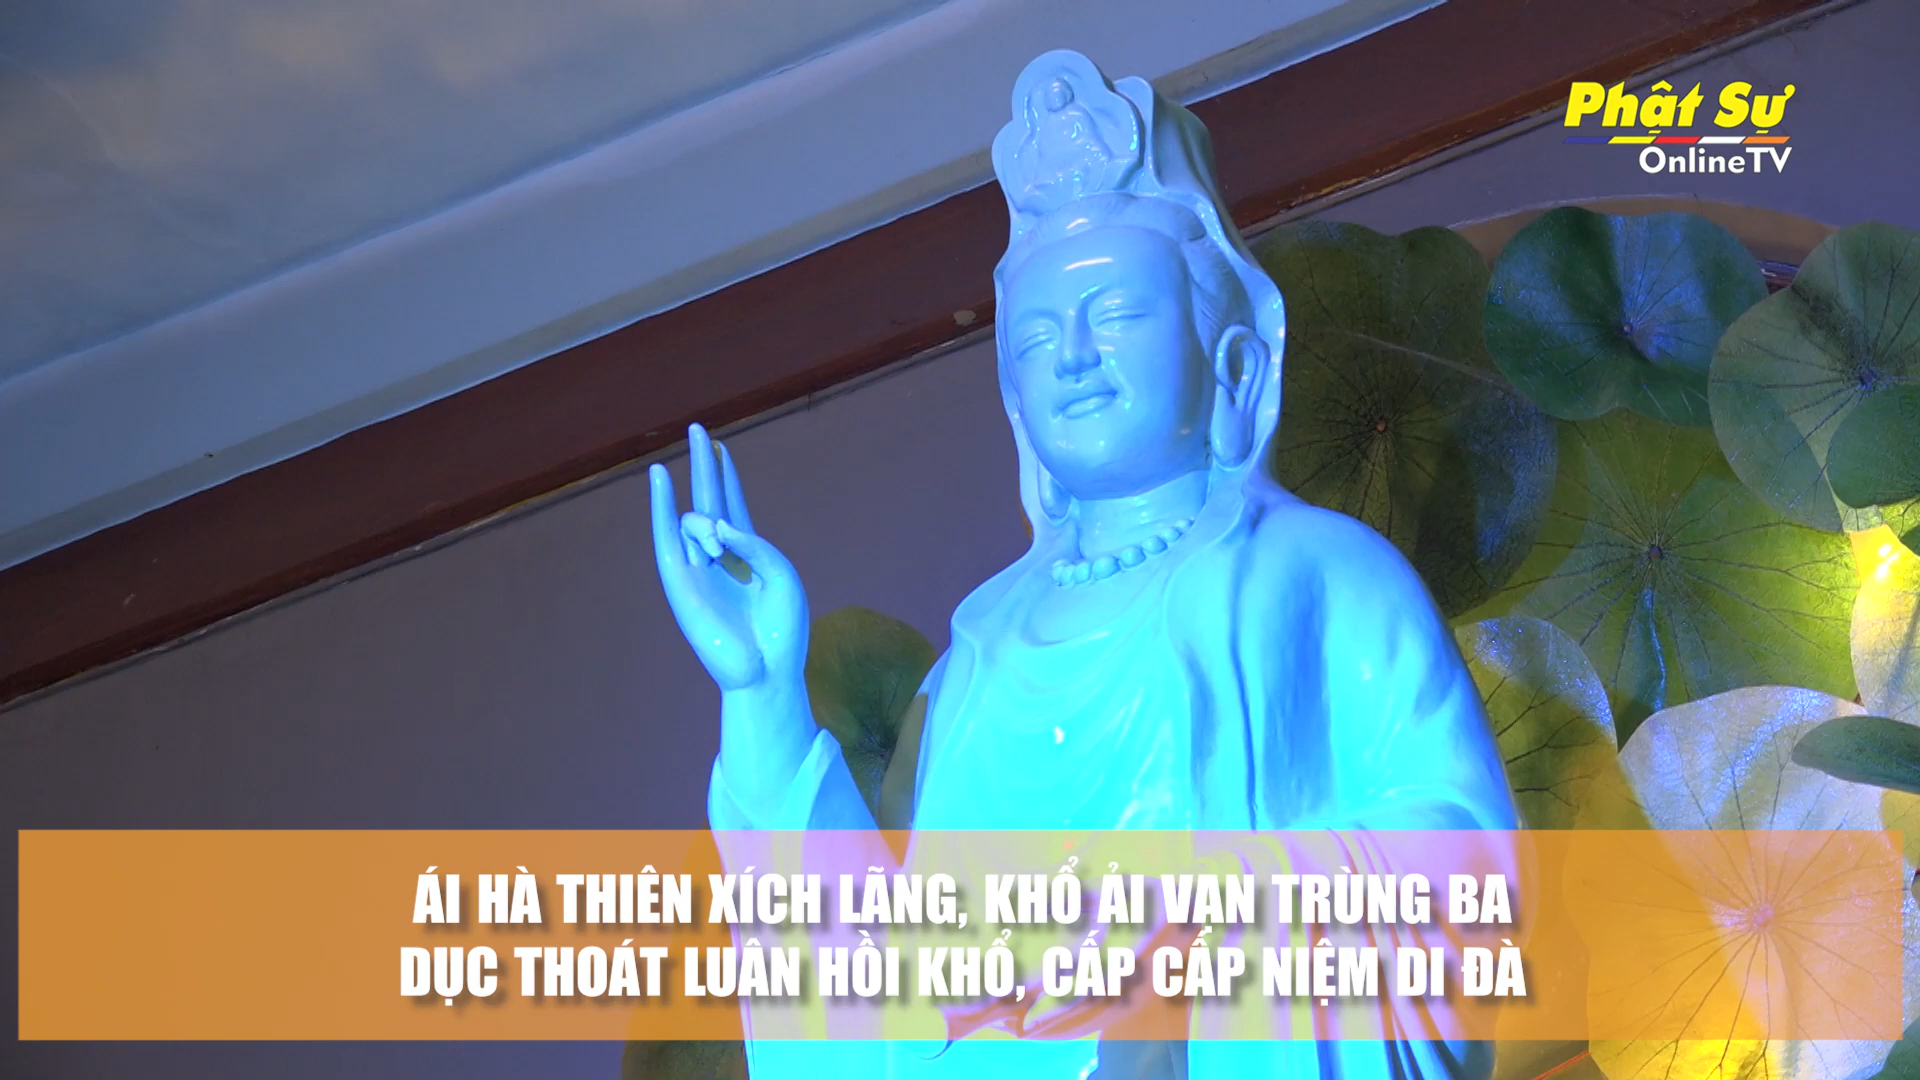 Phật Sự
OnlineTV
ÁI HÀ THIÊN XÍCH LÃNG, KHỔ ẢI VẠN TRÙNG BA
DỤC THOÁT LUÂN HỒI KHỔ, CẤP CẤP NIỆM DI ĐÀ